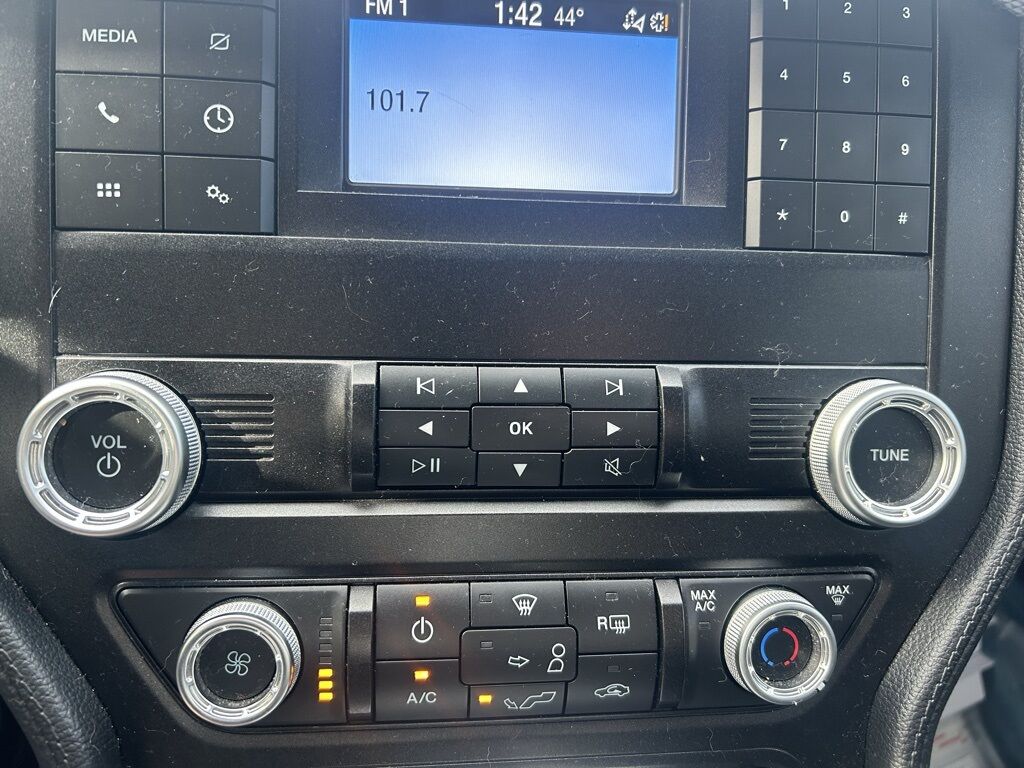 FM 1 1:42 44°
101.7
MEDIA
1 2 3
4 5 6
7 8 9
* 0 #
VOL
OK
TUNE
MAX
A/C
MAX
R
A/C